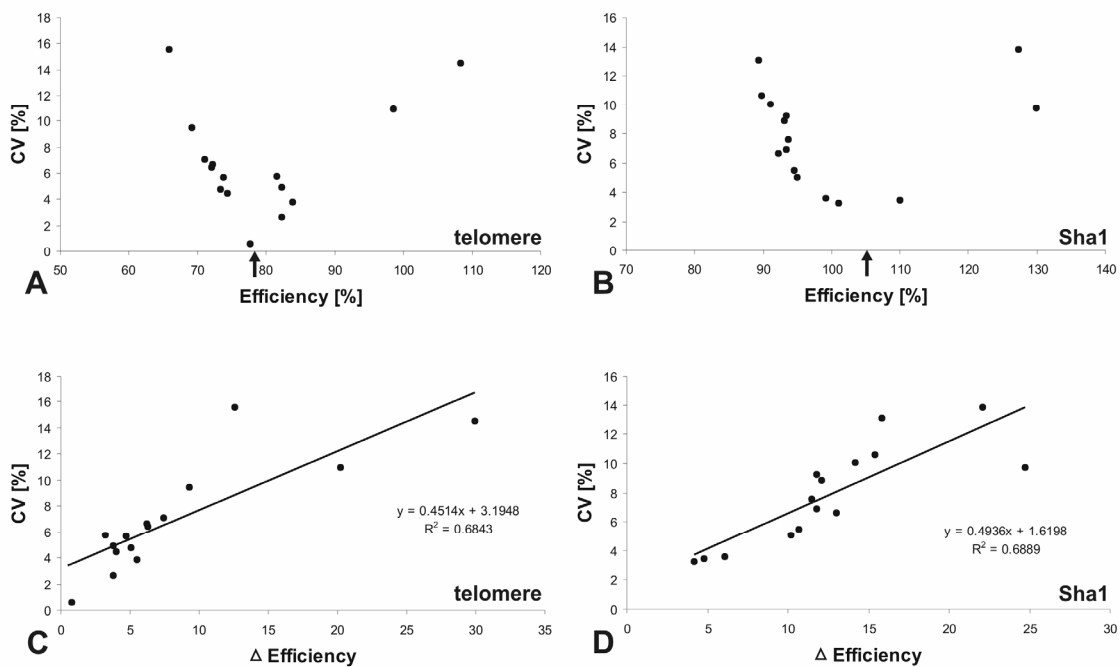 18
16
14
12
10
8
6
4
2
0
CV [%]
50 60 70 80 90 100 110 120
Efficiency [%]
telomere
A
16
14
12
10
8
6
4
2
0
CV [%]
70 80 90 100 110 120 130 140
Efficiency [%]
Sha1
B
18
16
14
12
10
8
6
4
2
0
CV [%]
y = 0.4514x + 3.1948
R² = 0.6843
telomere
0 5 10 15 20 25 30 35
C
Δ Efficiency
16
14
12
10
8
6
4
2
0
CV [%]
y = 0.4936x + 1.6198
R² = 0.6889
Sha1
0 5 10 15 20 25 30
D
Δ Efficiency